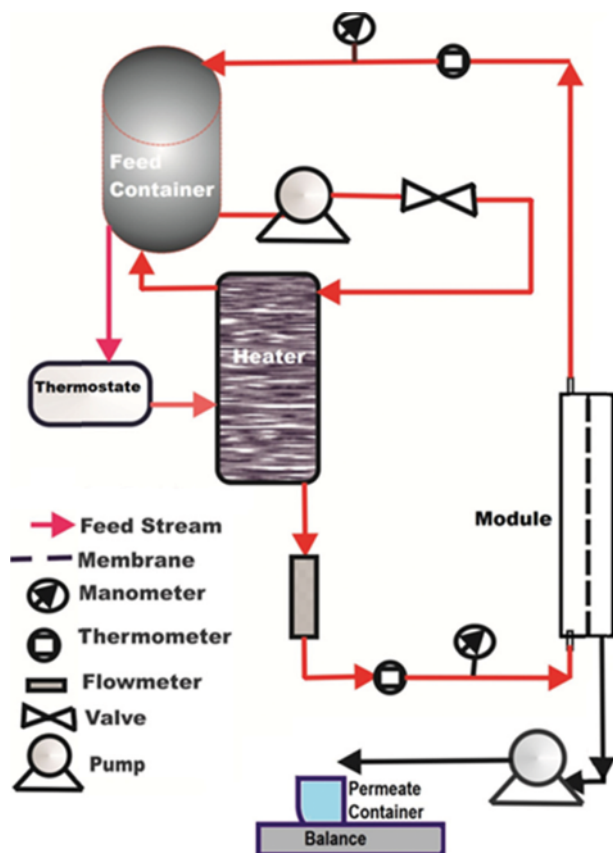 Feed
Container
Heater
Thermostate
Module
Feed Stream
Membrane
Manometer
Thermometer
Flowmeter
Valve
Pump
Permeate
Container
Balance